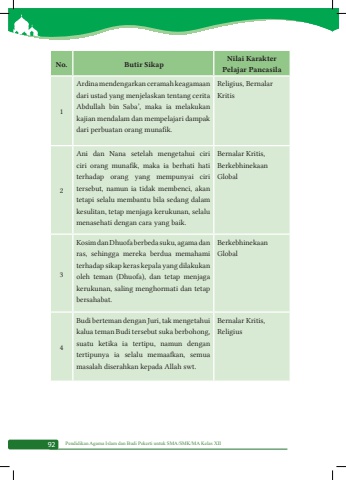 No.
Butir Sikap
Nilai Karakter
Pelajar Pancasila
1
Ardina mendengarkan ceramah keagamaan
dari ustad yang menjelaskan tentang cerita
Abdullah bin Saba', maka ia melakukan
kajian mendalam dan mempelajari dampak
dari perbuatan orang munafik.
Religius, Bernalar
Kritis
2
Ani dan Nana setelah mengetahui ciri
ciri orang munafik, maka ia berhati hati
terhadap orang yang mempunyai ciri
tersebut, namun ia tidak membenci, akan
tetapi selalu membantu bila sedang dalam
kesulitan, tetap menjaga kerukunan, selalu
menasehati dengan cara yang baik.
Bernalar Kritis,
Berkebhinekaan
Global
3
Kosim dan Dhuofa berbeda suku, agama dan
ras, sehingga mereka berdua memahami
terhadap sikap keras kepala yang dilakukan
oleh teman (Dhuofa), dan tetap menjaga
kerukunan, saling menghormati dan tetap
bersahabat.
Berkebhinekaan
Global
4
Budi berteman dengan Juri, tak mengetahui
kalua teman Budi tersebut suka berbohong,
suatu ketika ia tertipu, namun dengan
tertipunya ia selalu memaafkan, semua
masalah diserahkan kepada Allah swt.
Bernalar Kritis,
Religius
92 Pendidikan Agama Islam dan Budi Pekerti untuk SMA/SMK/MA Kelas XII